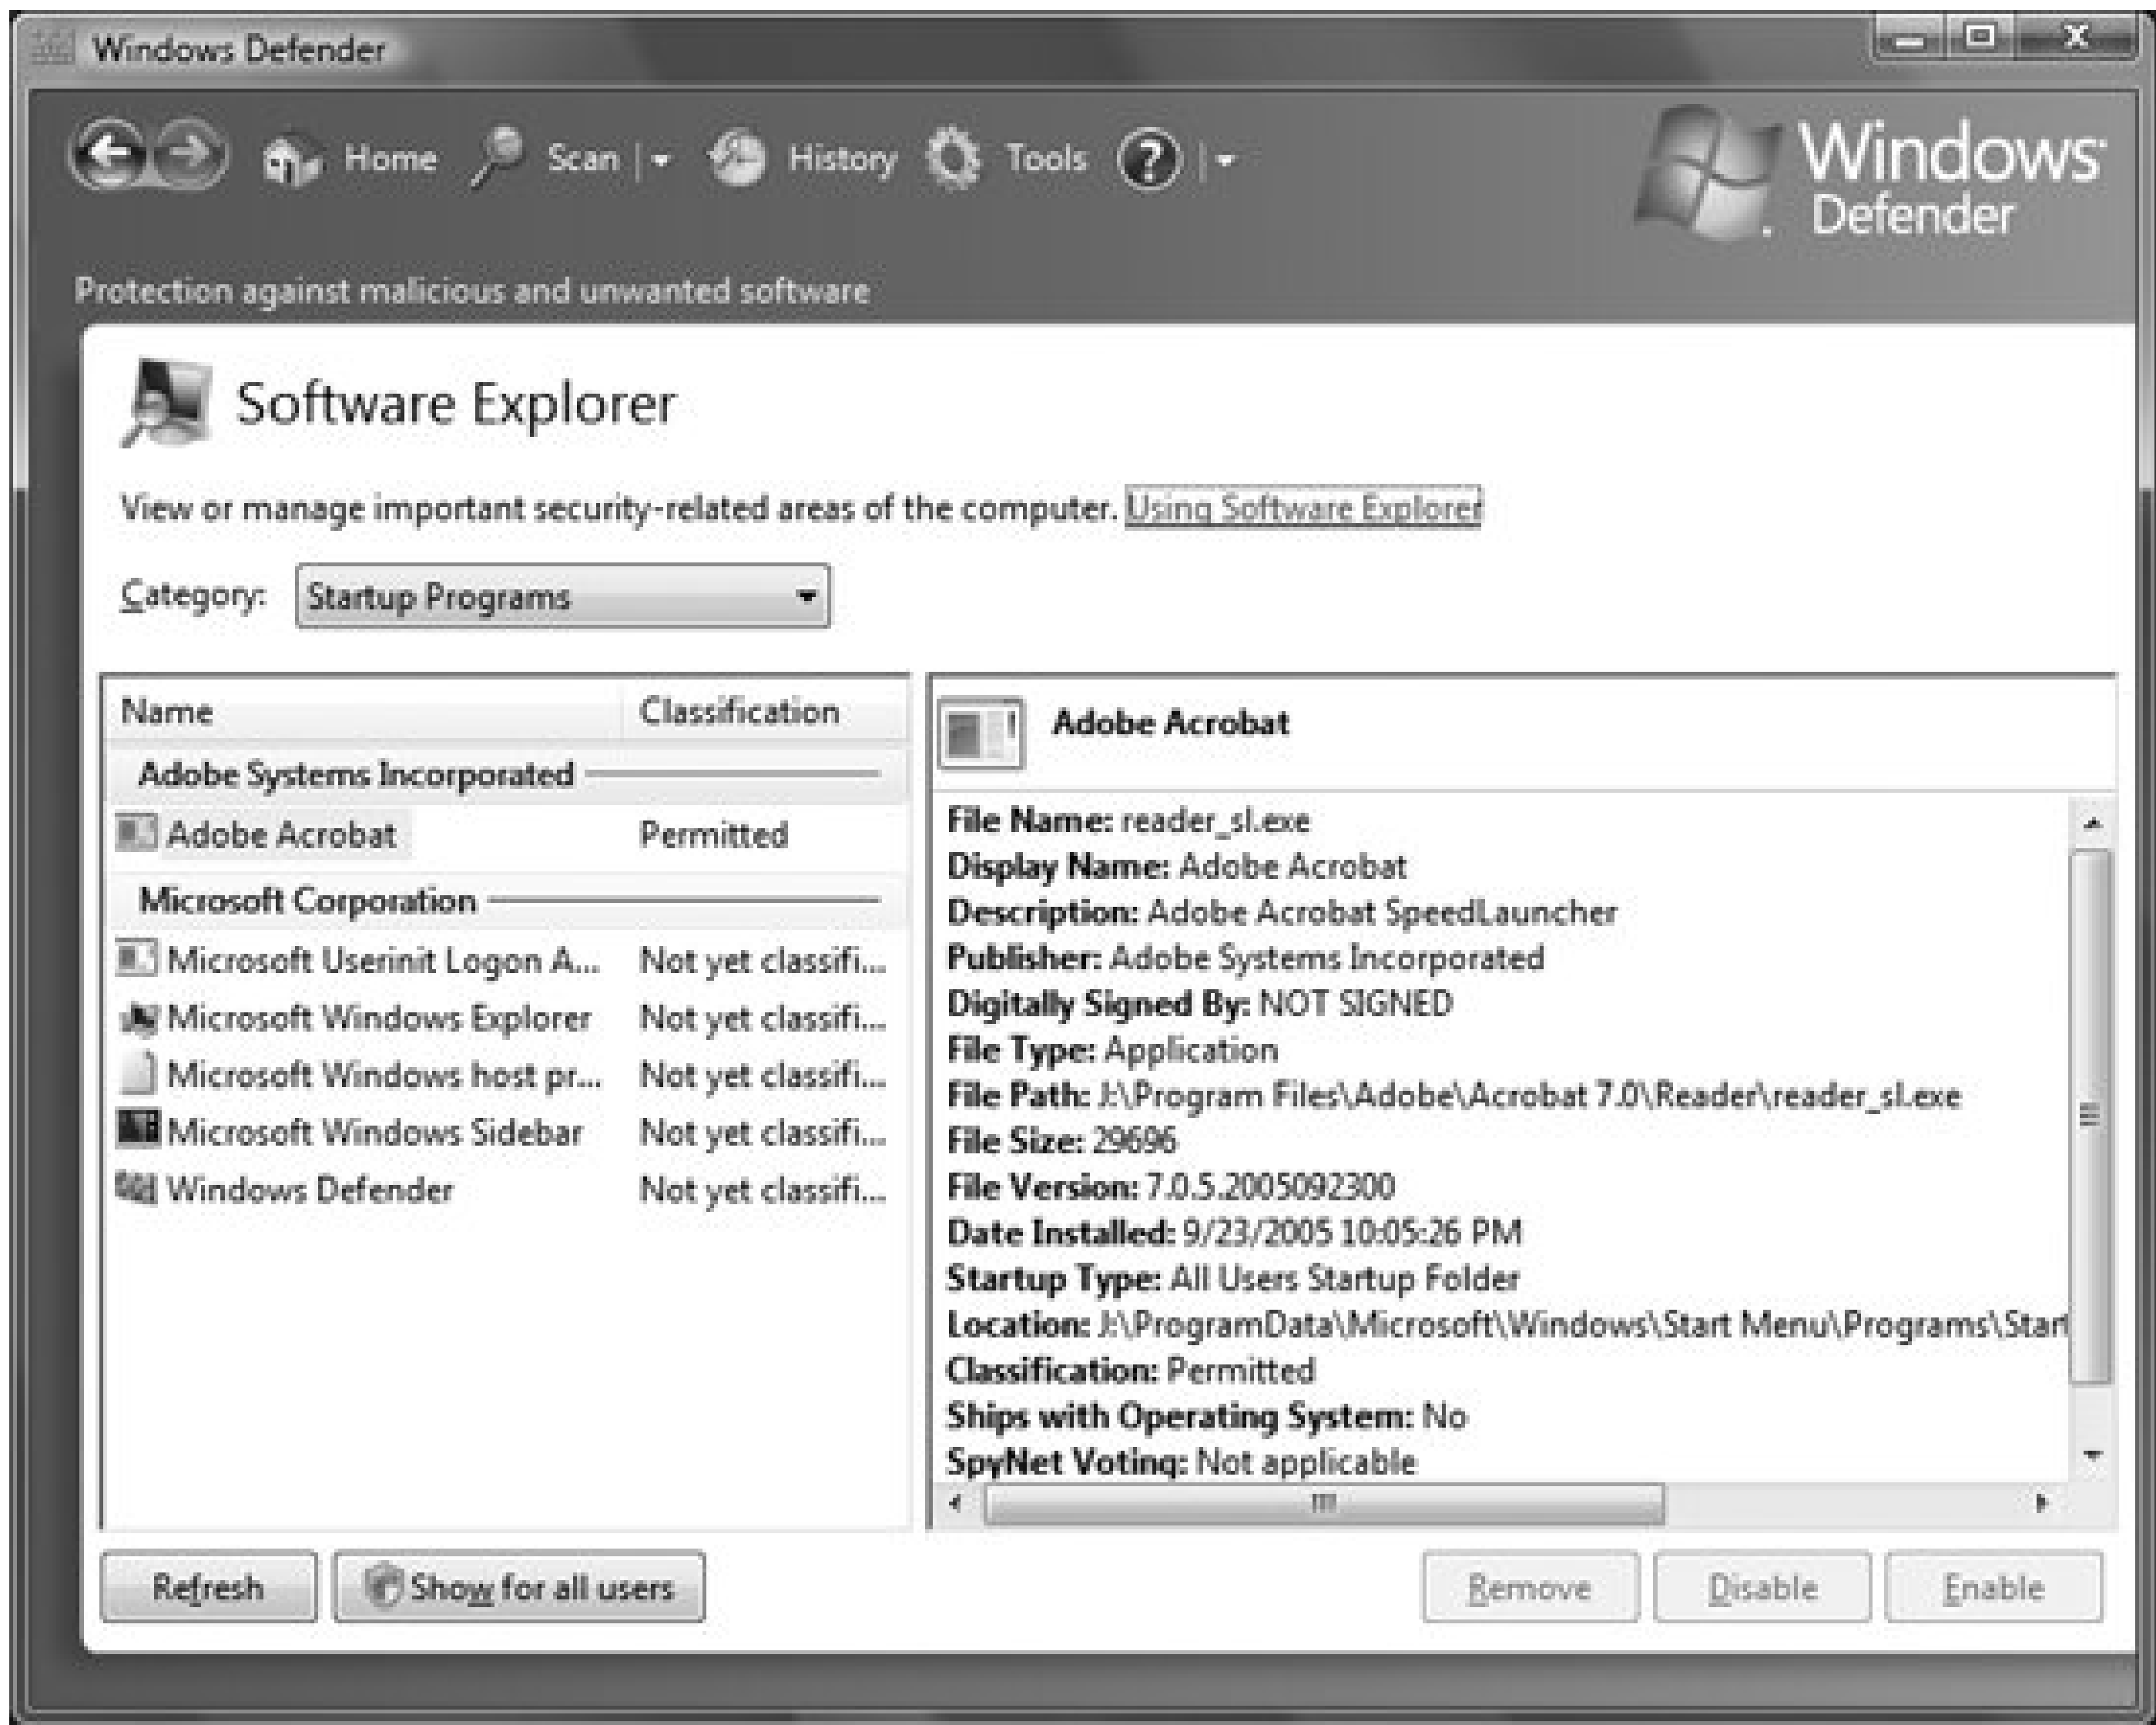 Windows Defender
Home Scan History Tools ?
Windows
Defender
Protection against malicious and unwanted software
Software Explorer
View or manage important security-related areas of the computer. Using Software Explorer
Category: Startup Programs
Name Classification
Adobe Systems Incorporated
Adobe Acrobat Permitted
Microsoft Corporation
Microsoft Userinit Logon A... Not yet classifi...
Microsoft Windows Explorer Not yet classifi...
Microsoft Windows host pr... Not yet classifi...
Microsoft Windows Sidebar Not yet classifi...
Windows Defender Not yet classifi...
Adobe Acrobat
File Name: reader_sl.exe
Display Name: Adobe Acrobat
Description: Adobe Acrobat SpeedLauncher
Publisher: Adobe Systems Incorporated
Digitally Signed By: NOT SIGNED
File Type: Application
File Path: J:\Program Files\Adobe\Acrobat 7.0\Reader\reader_sl.exe
File Size: 29696
File Version: 7.0.5.2005092300
Date Installed: 9/23/2005 10:05:26 PM
Startup Type: All Users Startup Folder
Location: J:\ProgramData\Microsoft\Windows\Start Menu\Programs\Start
Classification: Permitted
Ships with Operating System: No
SpyNet Voting: Not applicable
Refresh Show for all users Remove Disable Enable